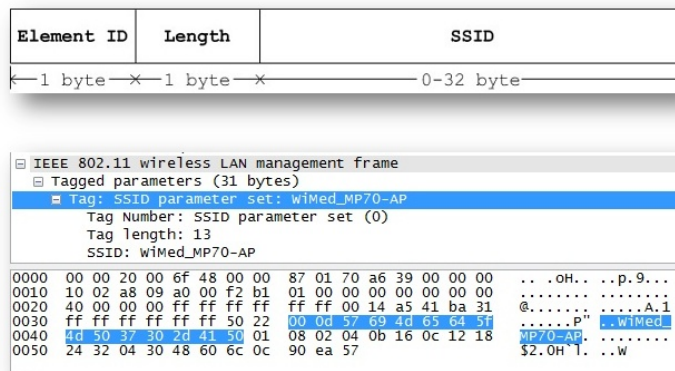 Element ID Length SSID
1 byte 1 byte 0-32 byte
IEEE 802.11 wireless LAN management frame
Tagged parameters (31 bytes)
Tag: SSID parameter set: WiMed_MP70-AP
Tag Number: SSID parameter set (0)
Tag length: 13
SSID: WiMed_MP70-AP
0000 00 00 20 00 6f 48 00 00 87 01 70 a6 39 00 00 00 .. .oH.. ..p.9...
0010 10 02 a8 09 a0 00 f2 b1 01 00 00 00 00 00 00 00 ........ ........
0020 40 00 00 00 ff ff ff ff ff ff 00 14 a5 41 ba 31 @....... .....A.1
0030 ff ff ff ff ff ff 50 22 00 0d 57 69 4d 65 64 5f ......P" ..WiMed_
0040 4d 50 37 30 2d 41 50 01 08 02 04 0b 16 0c 12 18 MP70-AP. ........
0050 24 32 04 30 48 60 6c 0c 90 ea 57 $2.0H`l. ..W